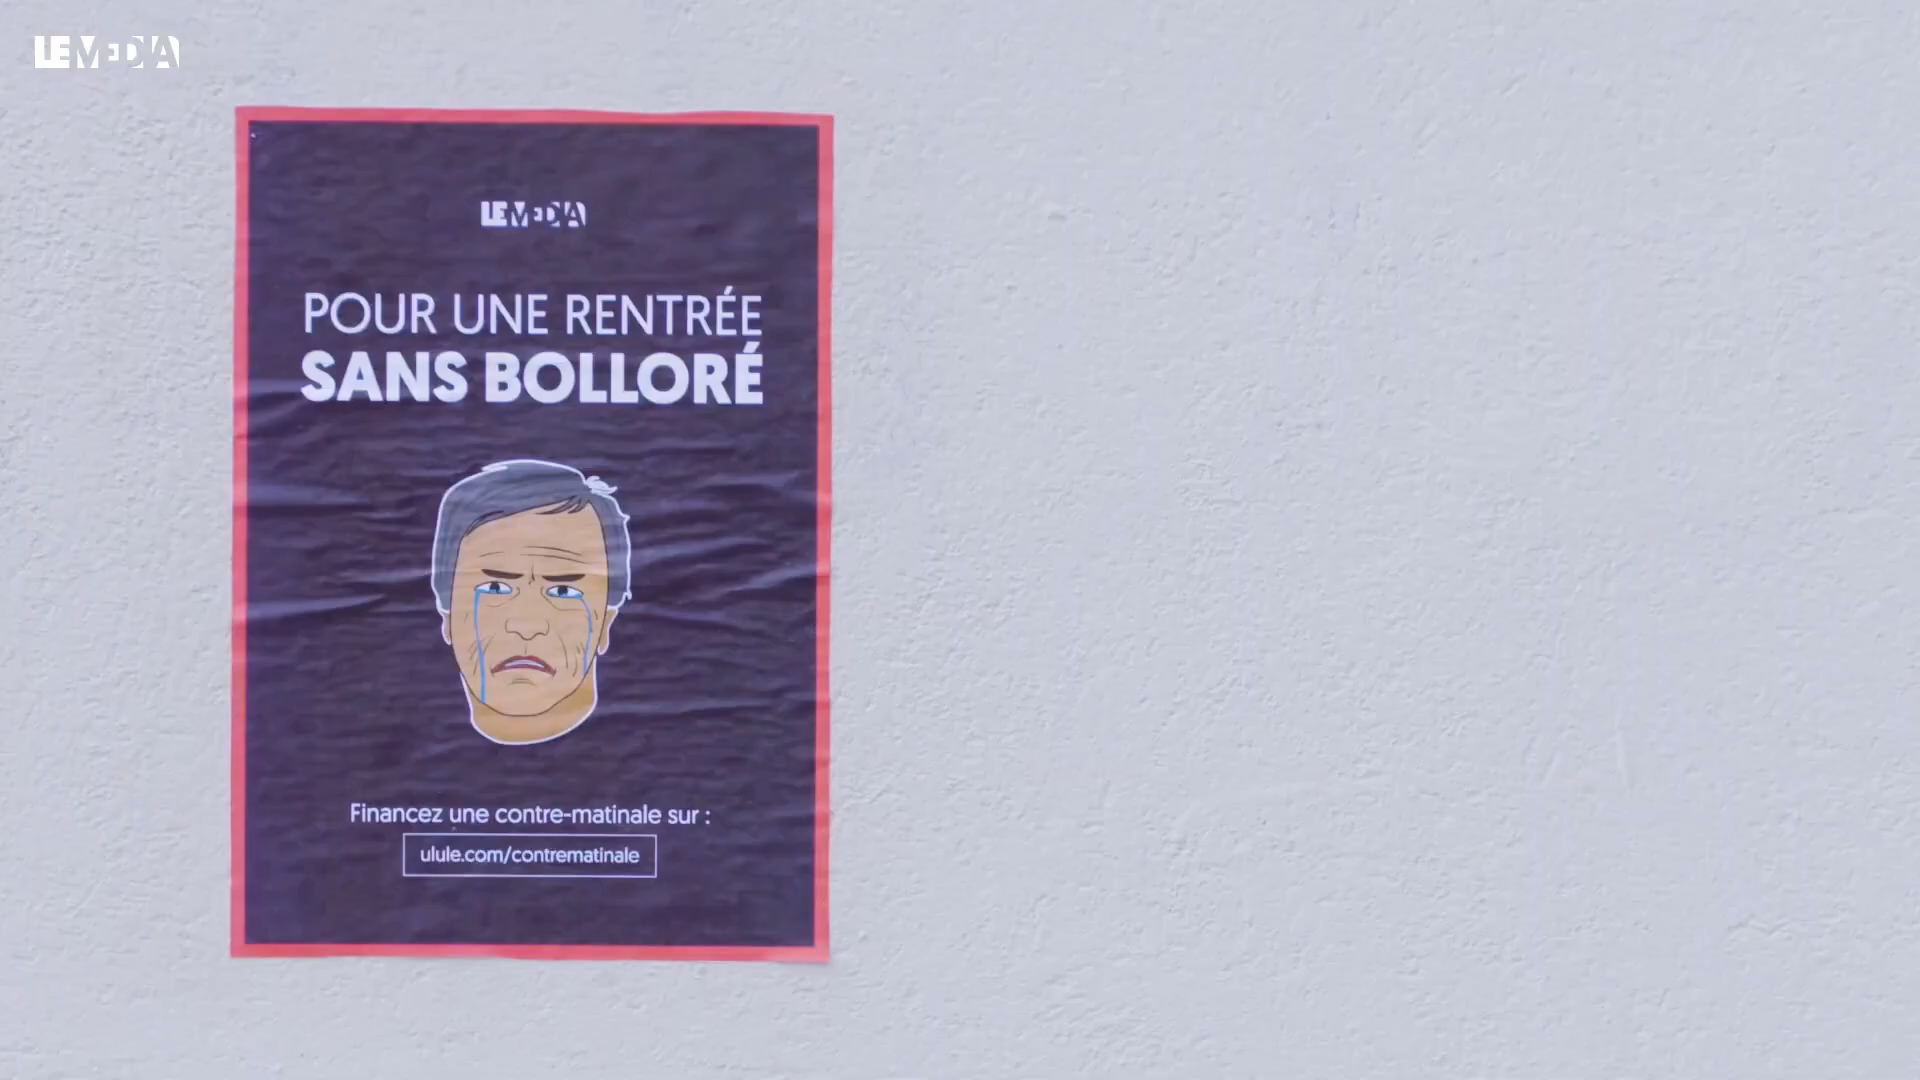 LEMEDIA
LEMEDIA
POUR UNE RENTRÉE
SANS BOLLORÉ
Financez une contre-matinale sur :
ulule.com/contrematinale